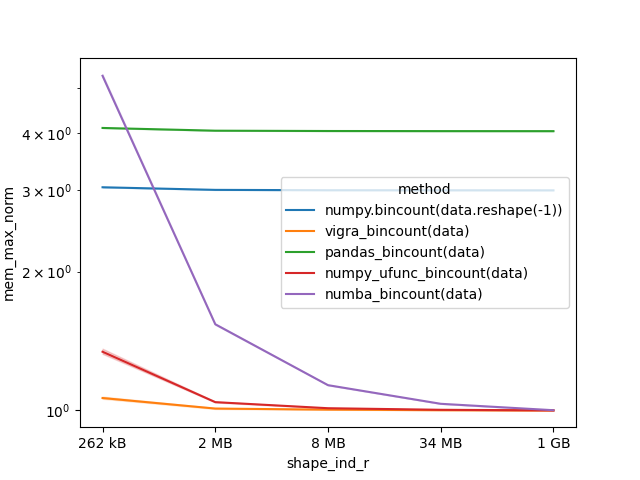 4 × 10⁰
3 × 10⁰
2 × 10⁰
10⁰
mem_max_norm
method
numpy.bincount(data.reshape(-1))
vigra_bincount(data)
pandas_bincount(data)
numpy_ufunc_bincount(data)
numba_bincount(data)
262 kB
2 MB
8 MB
34 MB
1 GB
shape_ind_r